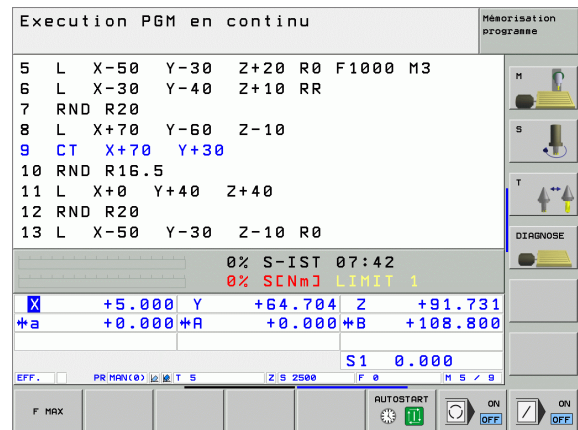 Execution PGM en continu
Mémorisation
programme
5 L X-50 Y-30 Z+20 R0 F1000 M3
6 L X-30 Y-40 Z+10 RR
7 RND R20
8 L X+70 Y-60 Z-10
9 CT X+70 Y+30
10 RND R16.5
11 L X+0 Y+40 Z+40
12 RND R20
13 L X-50 Y-30 Z-10 R0
0% S-IST 07:42
0% S[Nm] LIMIT 1
X +5.000 Y +64.704 Z +91.731
a +0.000 A +0.000 B +108.800
S1 0.000
EFF. PR MAN(0) T 5 Z S 2500 F 0 M 5 / 9
M
S
T
DIAGNOSE
F MAX
AUTOSTART
ON
OFF
ON
OFF